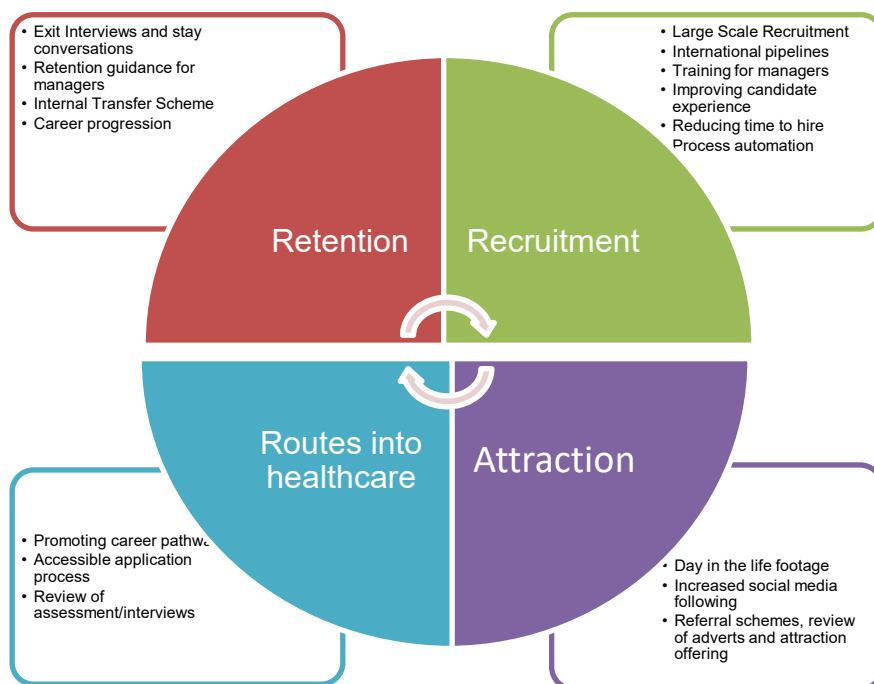 • Exit Interviews and stay
conversations
• Retention guidance for
managers
• Internal Transfer Scheme
• Career progression
• Large Scale Recruitment
• International pipelines
• Training for managers
• Improving candidate
experience
• Reducing time to hire
Process automation
Retention
Recruitment
Routes into
healthcare
Attraction
• Promoting career
• Accessible application
process
• Review of
assessment/interviews
• Day in the life footage
• Increased social media
following
• Referral schemes, review
of adverts and attraction
offering